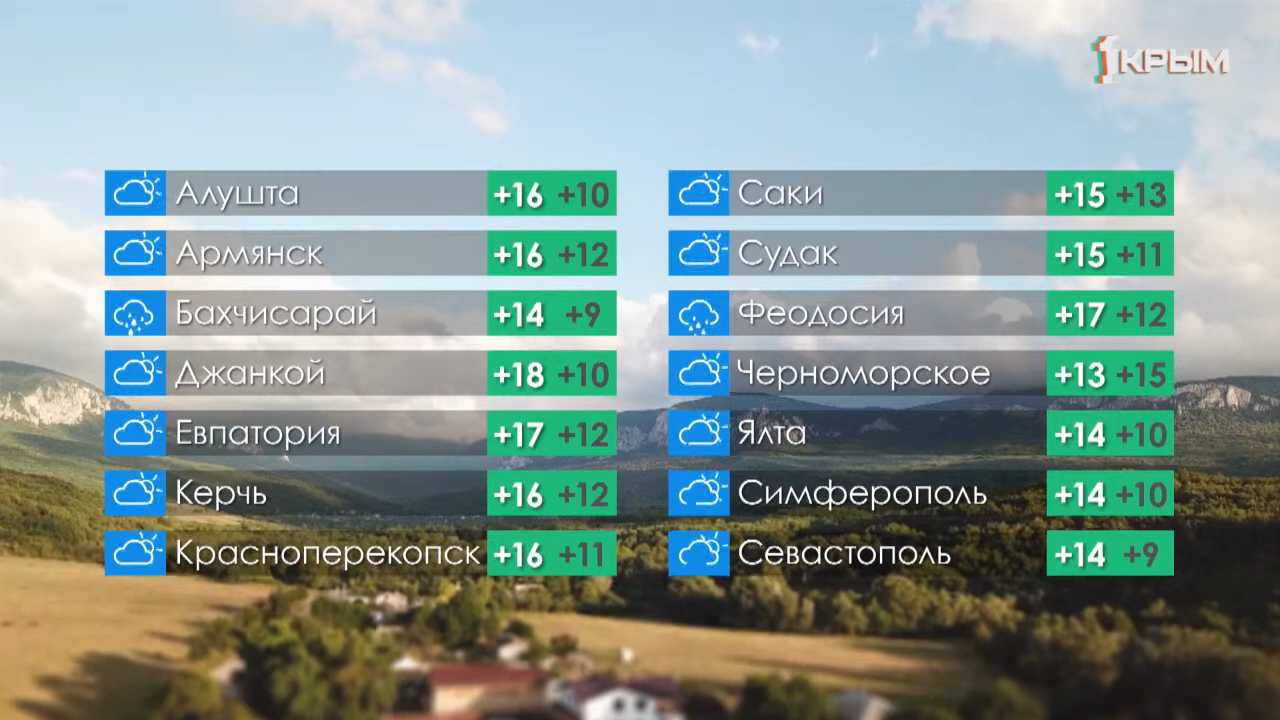 1КРЫМ
Алушта +16 +10
Армянск +16 +12
Бахчисарай +14 +9
Джанкой +18 +10
Евпатория +17 +12
Керчь +16 +12
Красноперекопск +16 +11
Саки +15 +13
Судак +15 +11
Феодосия +17 +12
Черноморское +13 +15
Ялта +14 +10
Симферополь +14 +10
Севастополь +14 +9